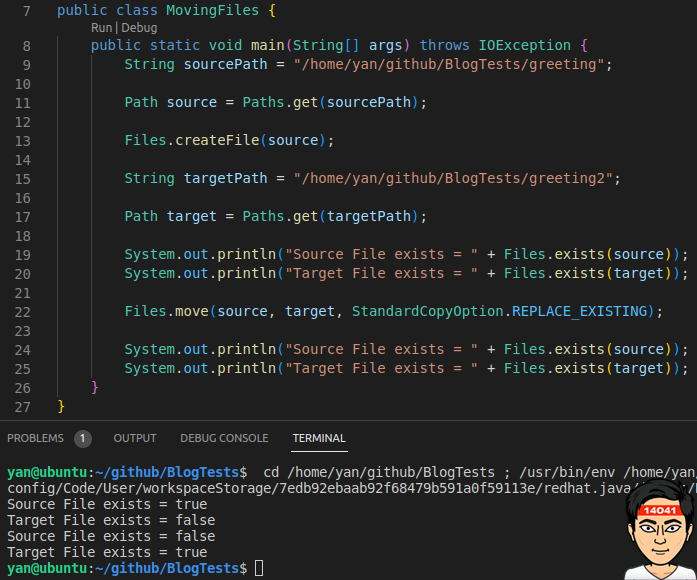 7 public class MovingFiles {
Run | Debug
8 public static void main(String[] args) throws IOException {
9 String sourcePath = "/home/yan/github/BlogTests/greeting";
10
11 Path source = Paths.get(sourcePath);
12
13 Files.createFile(source);
14
15 String targetPath = "/home/yan/github/BlogTests/greeting2";
16
17 Path target = Paths.get(targetPath);
18
19 System.out.println("Source File exists = " + Files.exists(source));
20 System.out.println("Target File exists = " + Files.exists(target));
21
22 Files.move(source, target, StandardCopyOption.REPLACE_EXISTING);
23
24 System.out.println("Source File exists = " + Files.exists(source));
25 System.out.println("Target File exists = " + Files.exists(target));
26 }
27 }
PROBLEMS 1 OUTPUT DEBUG CONSOLE TERMINAL
yan@ubuntu:~/github/BlogTests$ cd /home/yan/github/BlogTests ; /usr/bin/env /home/yan/
config/Code/User/workspaceStorage/7edb92ebaab92f68479b591a0f59113e/redhat.java/
Source File exists = true
Target File exists = false
Source File exists = false
Target File exists = true
yan@ubuntu:~/github/BlogTests$
14041